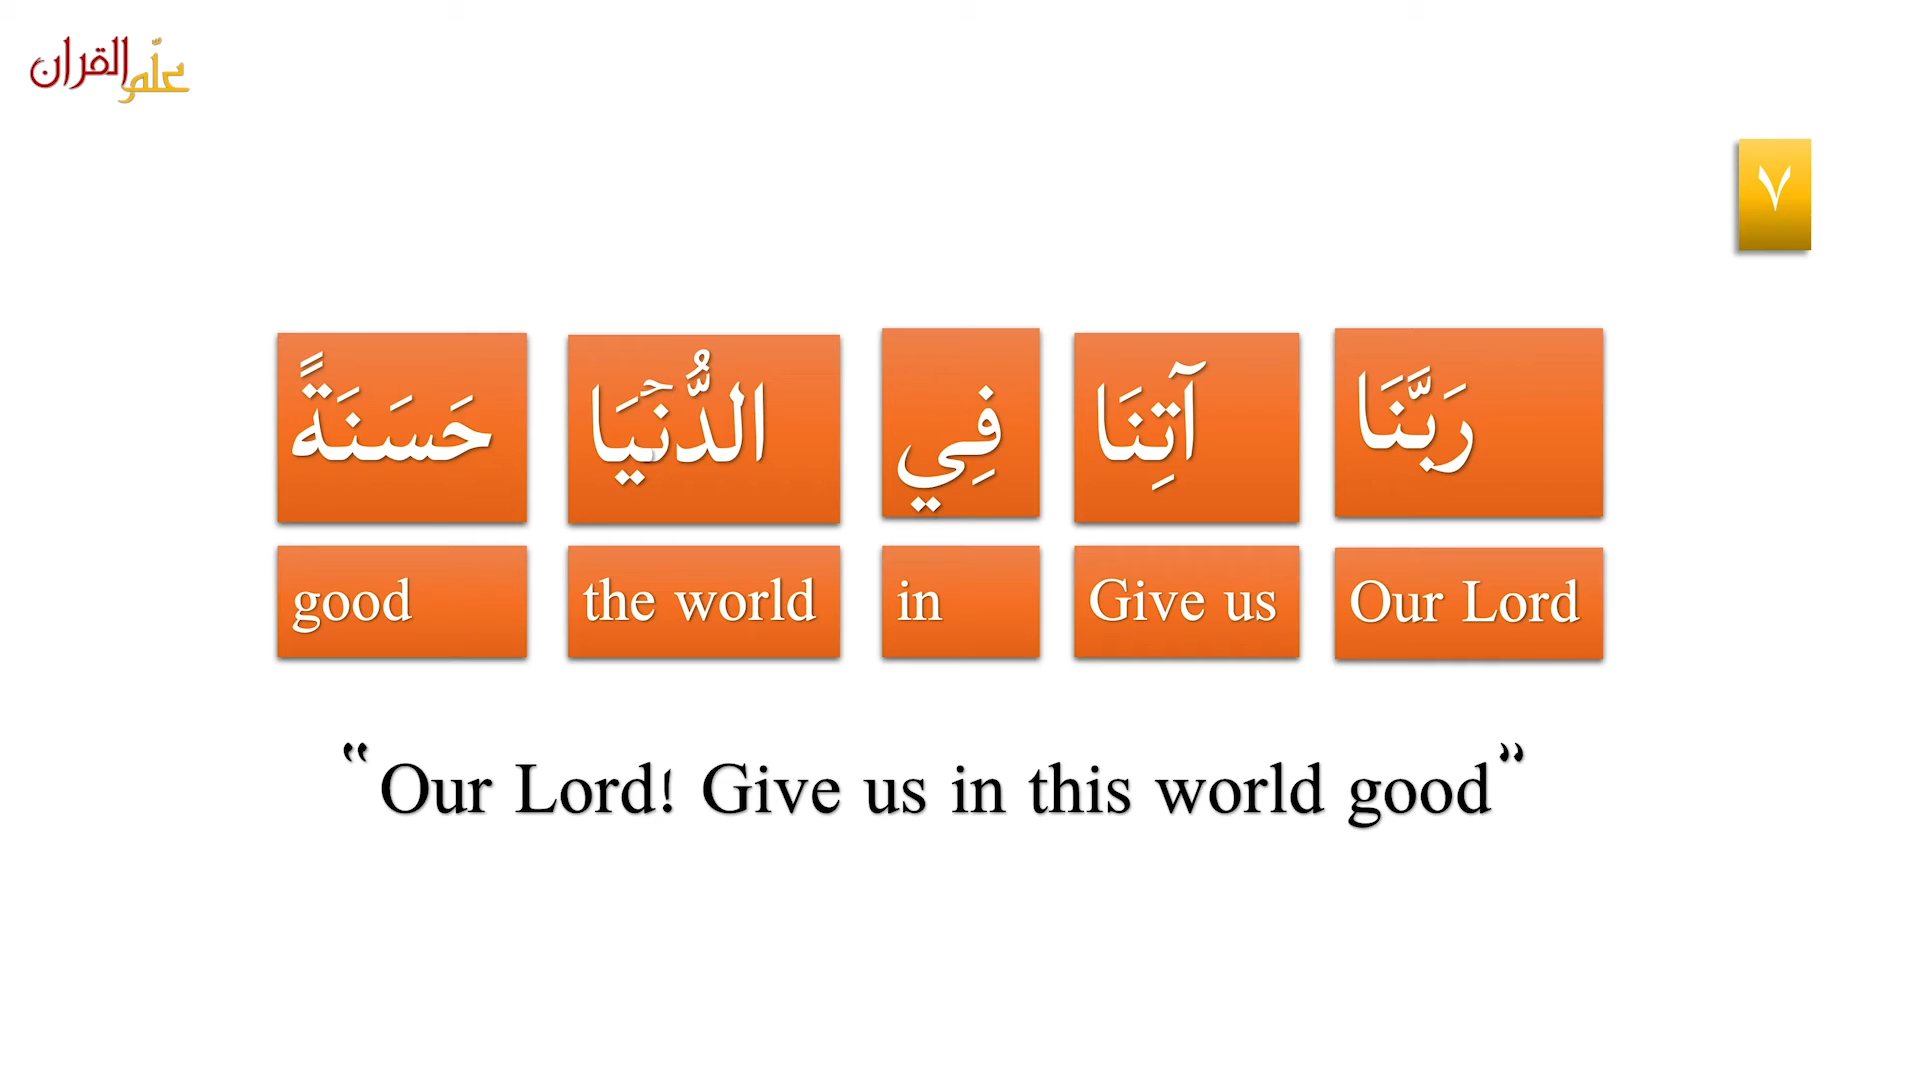 علّم القران
٧
رَبَّنَا آتِنَا فِي الدُّنۡيَا حَسَنَةً
Our Lord Give us in the world good
“Our Lord! Give us in this world good”